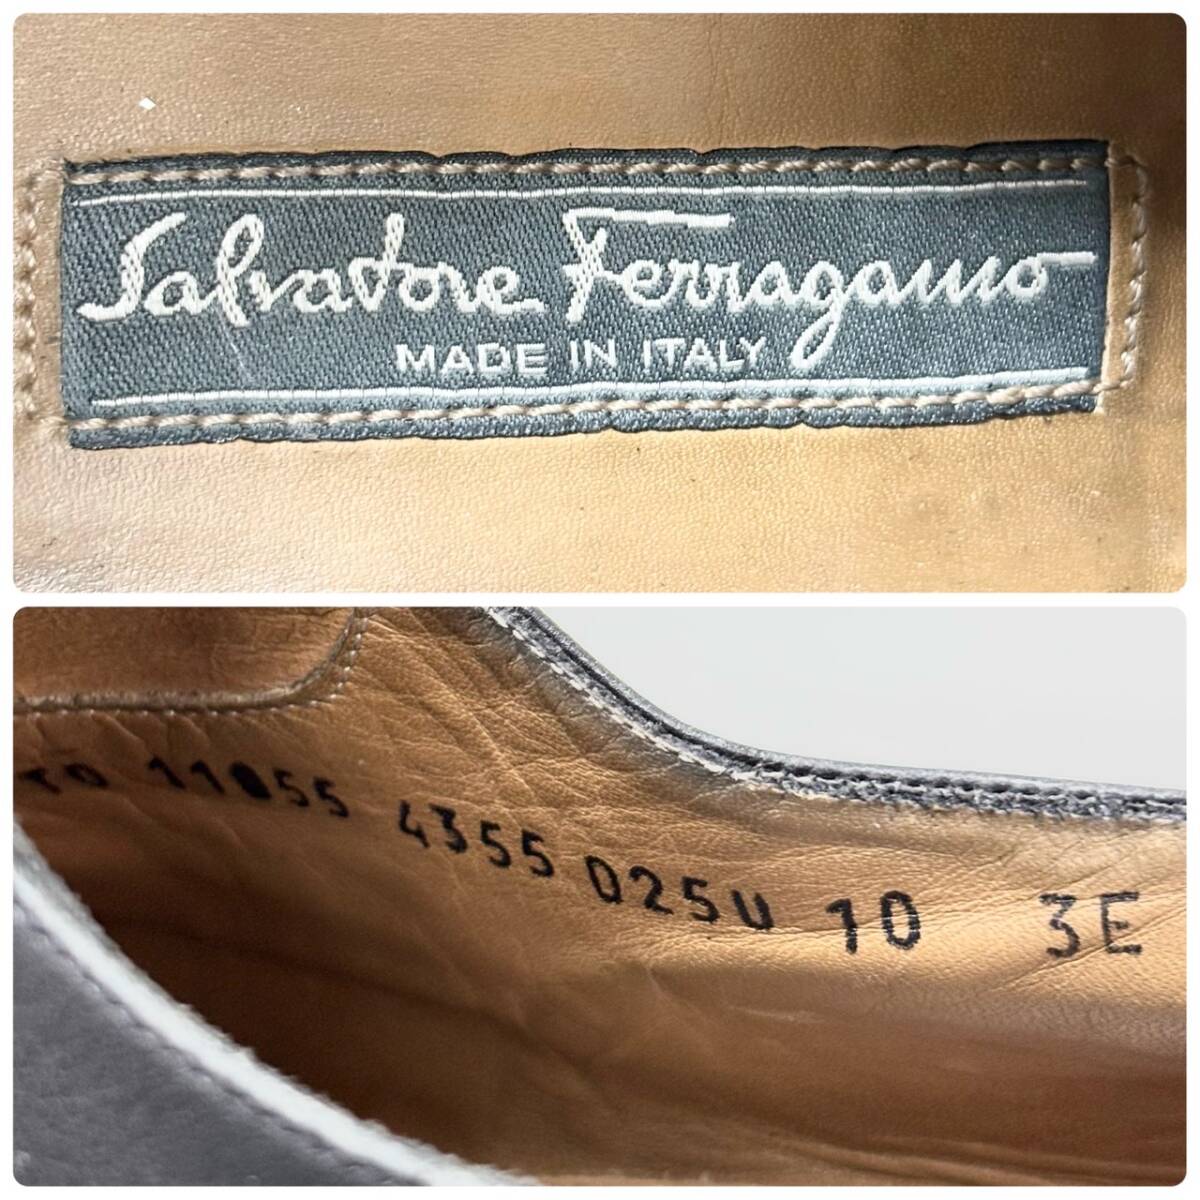 Salvatore Ferragamo
MADE IN ITALY
11055 4355 025U 10 3E